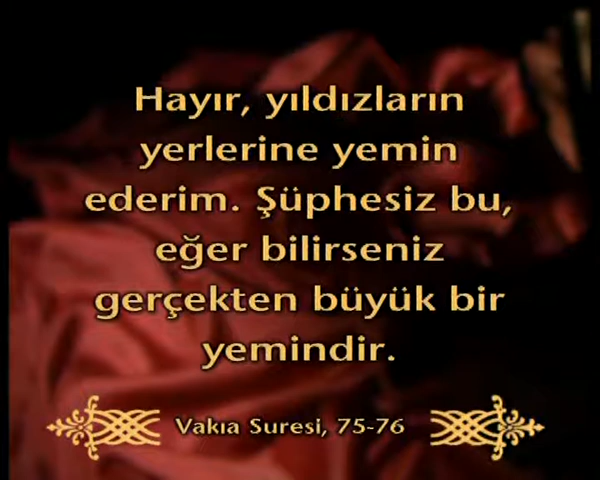 Hayır, yıldızların
yerlerine yemin
ederim. Şüphesiz bu,
eğer bilirseniz
gerçekten büyük bir
yemindir.
Vakıa Suresi, 75-76